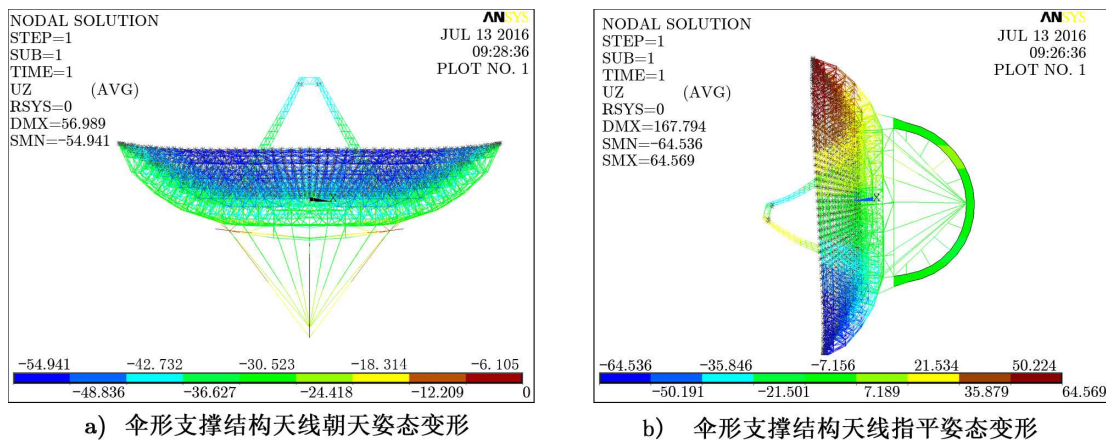 NODAL SOLUTION
STEP=1
SUB=1
TIME=1
UZ (AVG)
RSYS=0
DMX=56.989
SMN=-54.941
ANSYS
JUL 13 2016
09:28:36
PLOT NO. 1
X
-54.941 -42.732 -30.523 -18.314 -6.105
-48.836 -36.627 -24.418 -12.209 0
a) 伞形支撑结构天线朝天姿态变形
NODAL SOLUTION
STEP=1
SUB=1
TIME=1
UZ (AVG)
RSYS=0
DMX=167.794
SMN=-64.536
SMX=64.569
ANSYS
JUL 13 2016
09:26:36
PLOT NO. 1
X
-64.536 -35.846 -7.156 21.534 50.224
-50.191 -21.501 7.189 35.879 64.569
b) 伞形支撑结构天线指平姿态变形